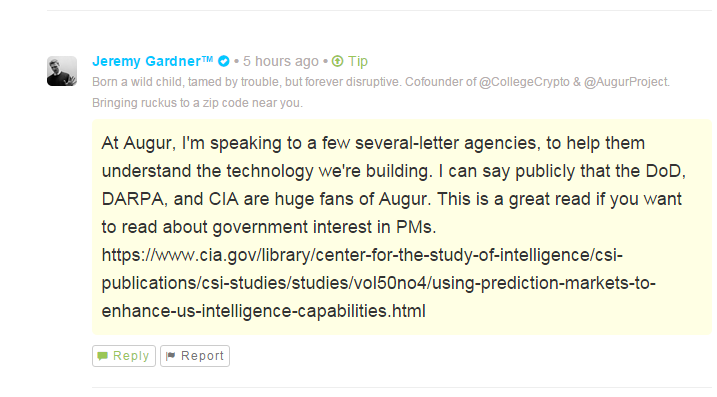 Jeremy Gardner™ • 5 hours ago • Tip
Born a wild child, tamed by trouble, but forever disruptive. Cofounder of @CollegeCrypto & @AugurProject.
Bringing ruckus to a zip code near you.
At Augur, I'm speaking to a few several-letter agencies, to help them
understand the technology we're building. I can say publicly that the DoD,
DARPA, and CIA are huge fans of Augur. This is a great read if you want
to read about government interest in PMs.
https://www.cia.gov/library/center-for-the-study-of-intelligence/csi-
publications/csi-studies/studies/vol50no4/using-prediction-markets-to-
enhance-us-intelligence-capabilities.html
Reply Report